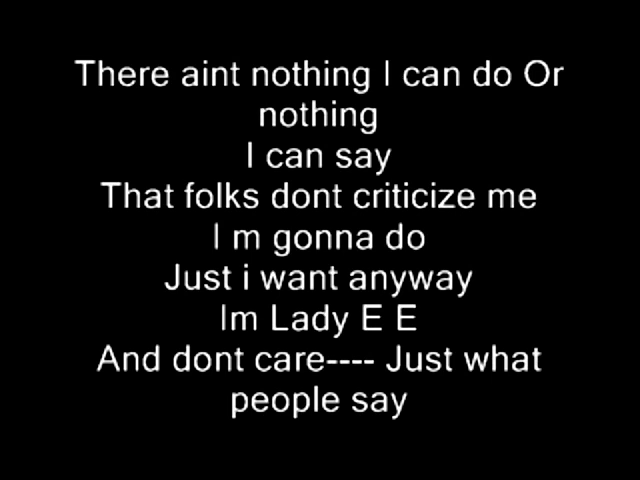 There aint nothing I can do Or
nothing
I can say
That folks dont criticize me
I m gonna do
Just i want anyway
Im Lady E E
And dont care---- Just what
people say